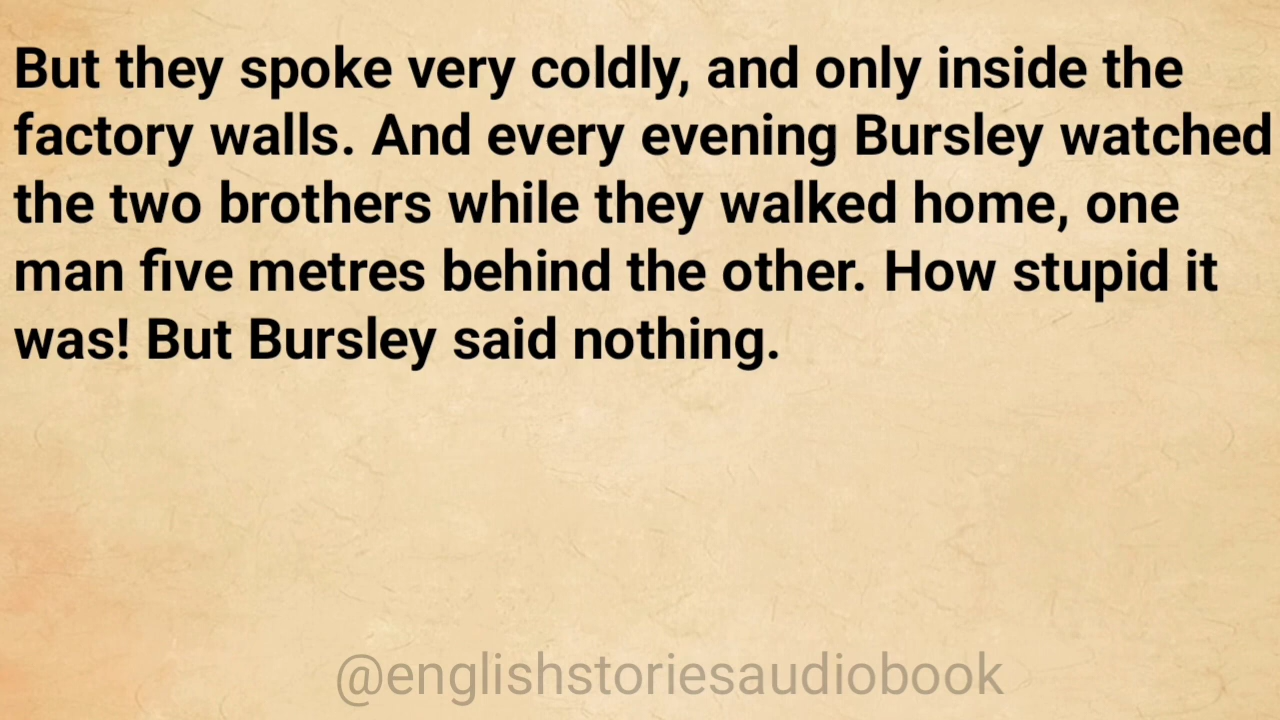 But they spoke very coldly, and only inside the
factory walls. And every evening Bursley watched
the two brothers while they walked home, one
man five metres behind the other. How stupid it
was! But Bursley said nothing.
@englishstoriesaudiobook